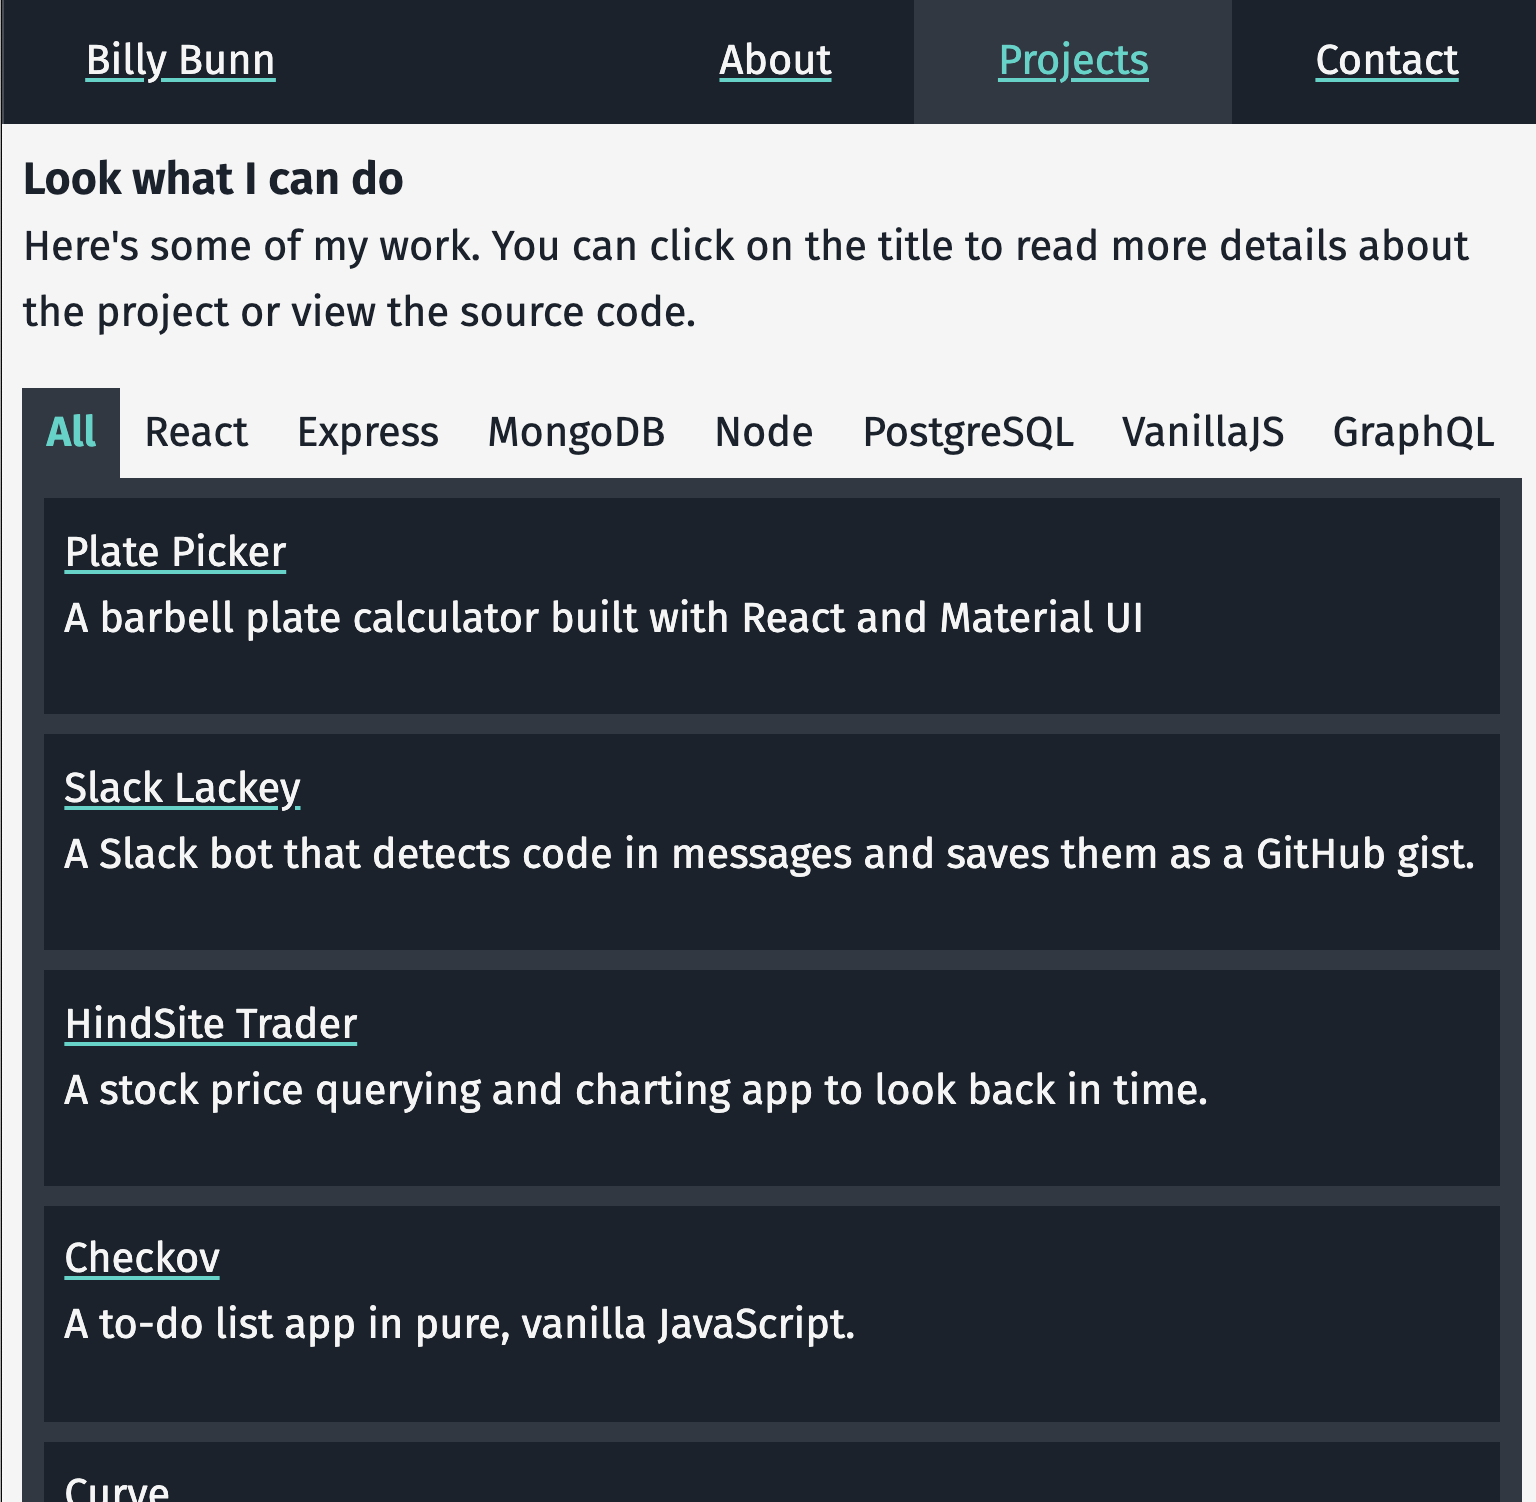 Billy Bunn About Projects Contact
Look what I can do
Here's some of my work. You can click on the title to read more details about
the project or view the source code.
All React Express MongoDB Node PostgreSQL VanillaJS GraphQL
Plate Picker
A barbell plate calculator built with React and Material UI
Slack Lackey
A Slack bot that detects code in messages and saves them as a GitHub gist.
HindSite Trader
A stock price querying and charting app to look back in time.
Checkov
A to-do list app in pure, vanilla JavaScript.
Curve